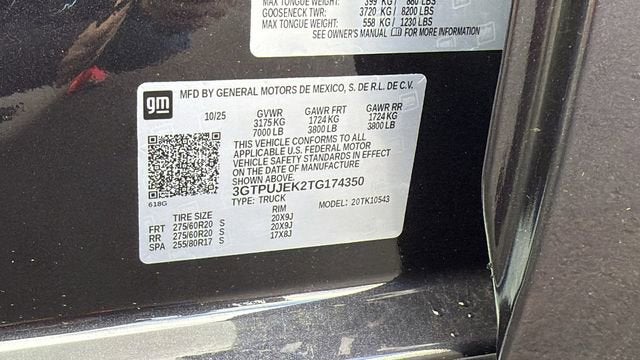 MAX TONGUE WEIGHT: 399 KG / 880 LBS
GOOSENECK TWR: 3720 KG / 8200 LBS
MAX TONGUE WEIGHT: 558 KG / 1230 LBS
SEE OWNER'S MANUAL FOR MORE INFORMATION
gm
MFD BY GENERAL MOTORS DE MEXICO, S. DE R.L. DE C.V.
10/25 GVWR GAWR FRT GAWR RR
3175 KG 1724 KG 1724 KG
7000 LB 3800 LB 3800 LB
THIS VEHICLE CONFORMS TO ALL
APPLICABLE U.S. FEDERAL MOTOR
VEHICLE SAFETY STANDARDS IN EFFECT
ON THE DATE OF MANUFACTURE
SHOWN ABOVE.
3GTPUJEK2TG174350
618G
TYPE: TRUCK MODEL: 20TK10543
TIRE SIZE RIM
FRT 275/60R20 S 20X9J
RR 275/60R20 S 20X9J
SPA 255/80R17 S 17X8J